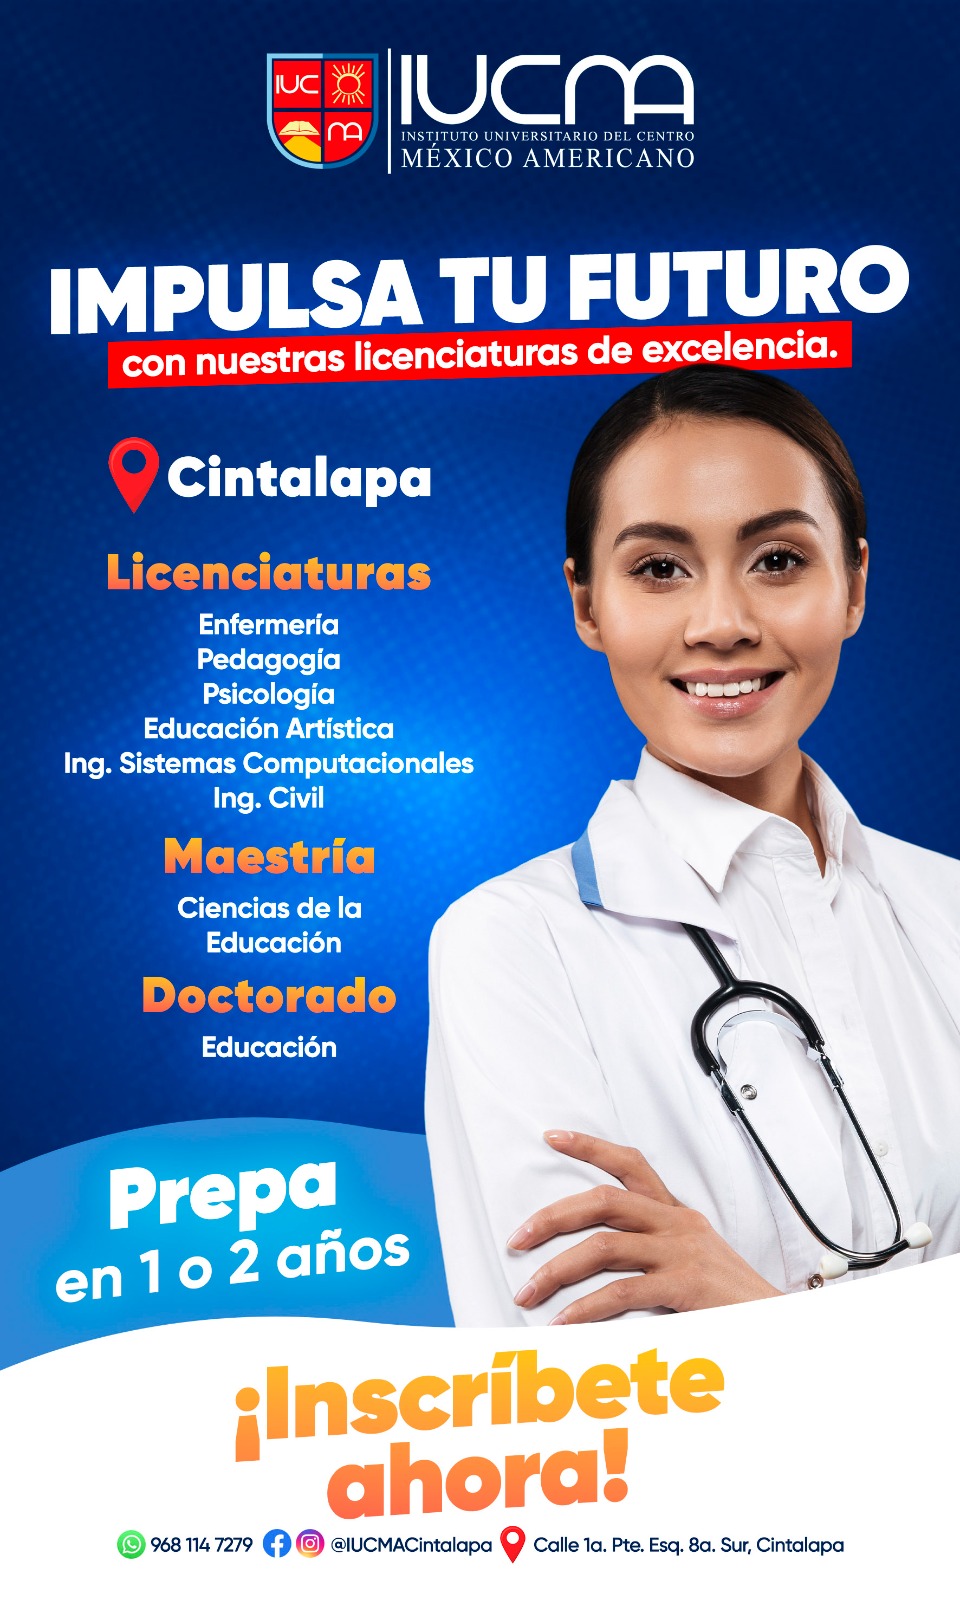 IUC
MA
IUCMA
INSTITUTO UNIVERSITARIO DEL CENTRO
MÉXICO AMERICANO
IMPULSA TU FUTURO
con nuestras licenciaturas de excelencia.
Cintalapa
Licenciaturas
Enfermería
Pedagogía
Psicología
Educación Artística
Ing. Sistemas Computacionales
Ing. Civil
Maestría
Ciencias de la
Educación
Doctorado
Educación
Prepa
en 1 o 2 años
¡Inscríbete
ahora!
968 114 7279 @IUCMACintalapa Calle 1a. Pte. Esq. 8a. Sur, Cintalapa